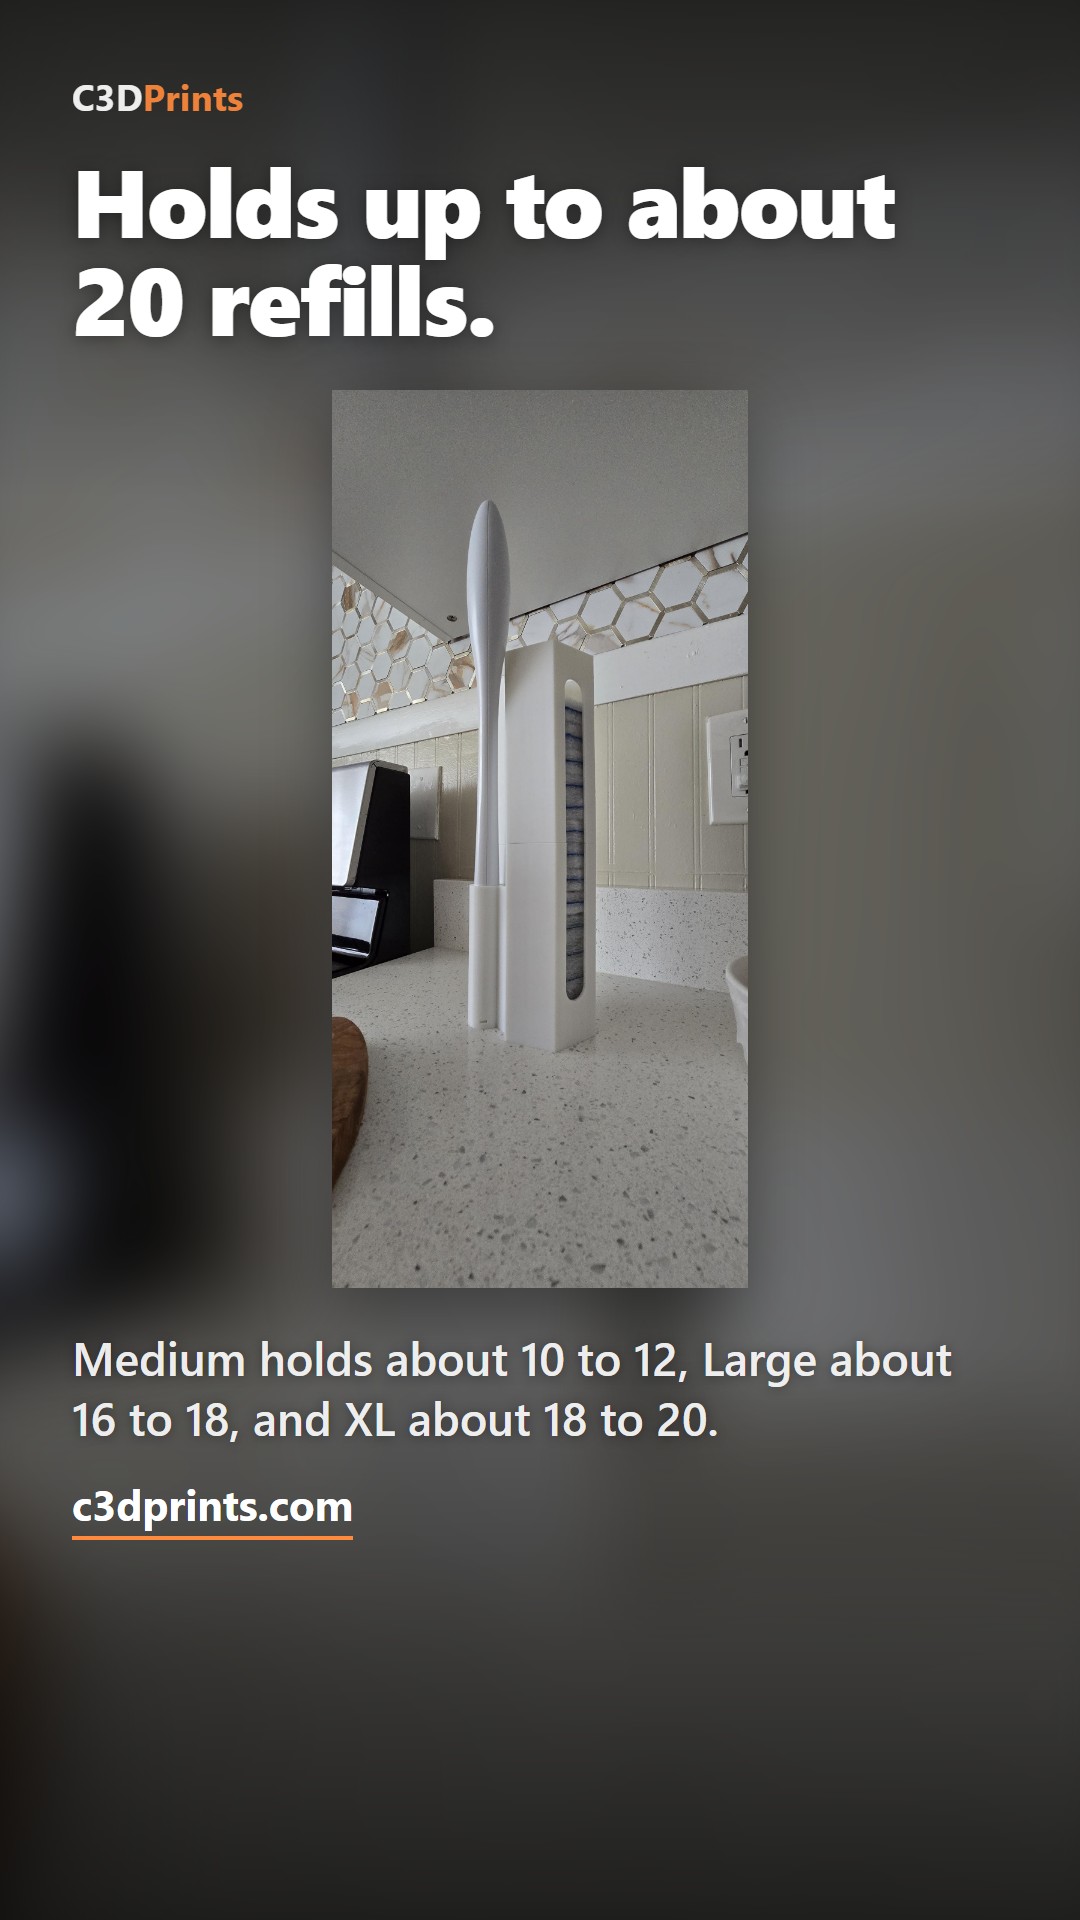 C3DPrints
Holds up to about
20 refills.
Medium holds about 10 to 12, Large about
16 to 18, and XL about 18 to 20.
c3dprints.com